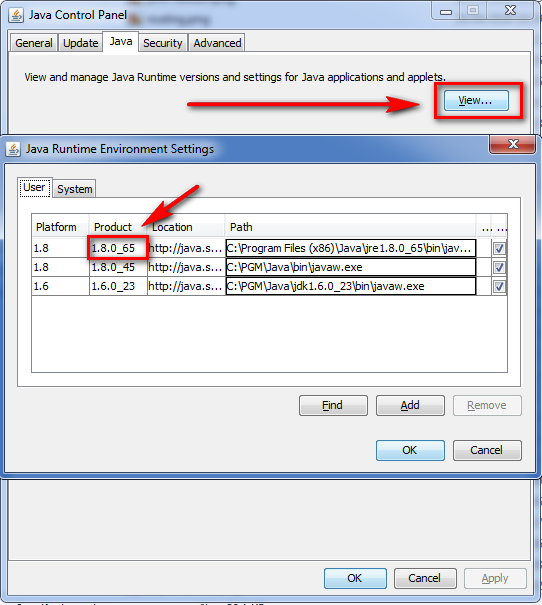 Java Control Panel
General Update Java Security Advanced
View and manage Java Runtime versions and settings for Java applications and applets.
View...
Java Runtime Environment Settings
User System
Platform Product Location Path ... ...
1.8 1.8.0_65 http://java.s... C:\Program Files (x86)\Java\jre1.8.0_65\bin\jav...
1.8 1.8.0_45 http://java.s... C:\PGM\Java\bin\javaw.exe
1.6 1.6.0_23 http://java.s... C:\PGM\Java\jdk1.6.0_23\bin\javaw.exe
Find Add Remove
OK Cancel
OK Cancel Apply